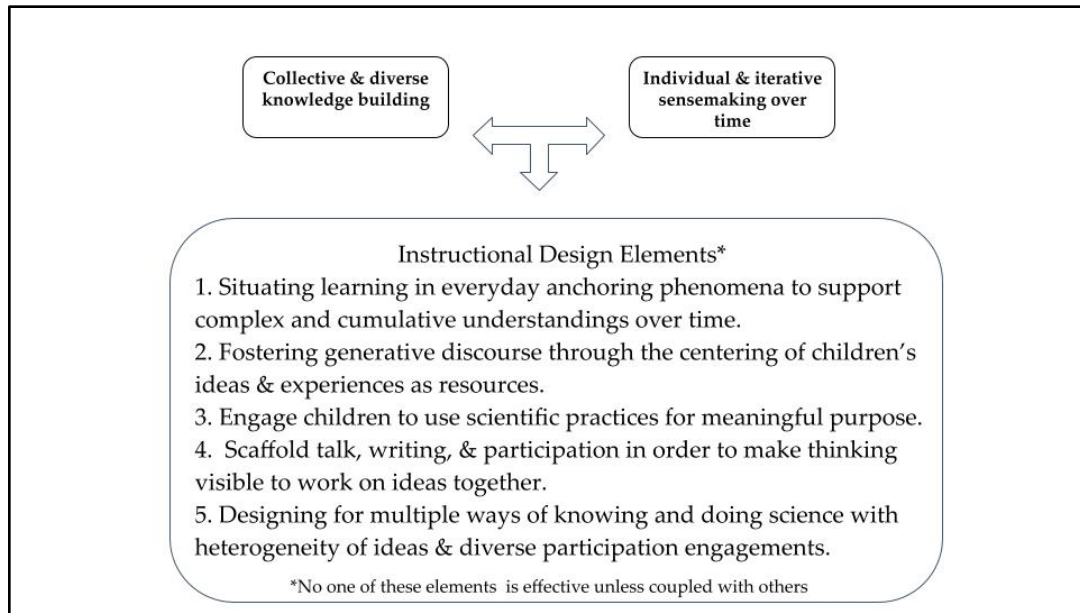 Collective & diverse
knowledge building
Individual & iterative
sensemaking over
time
Instructional Design Elements*
1. Situating learning in everyday anchoring phenomena to support
complex and cumulative understandings over time.
2. Fostering generative discourse through the centering of children’s
ideas & experiences as resources.
3. Engage children to use scientific practices for meaningful purpose.
4.  Scaffold talk, writing, & participation in order to make thinking
visible to work on ideas together.
5. Designing for multiple ways of knowing and doing science with
heterogeneity of ideas & diverse participation engagements.
*No one of these elements  is effective unless coupled with others